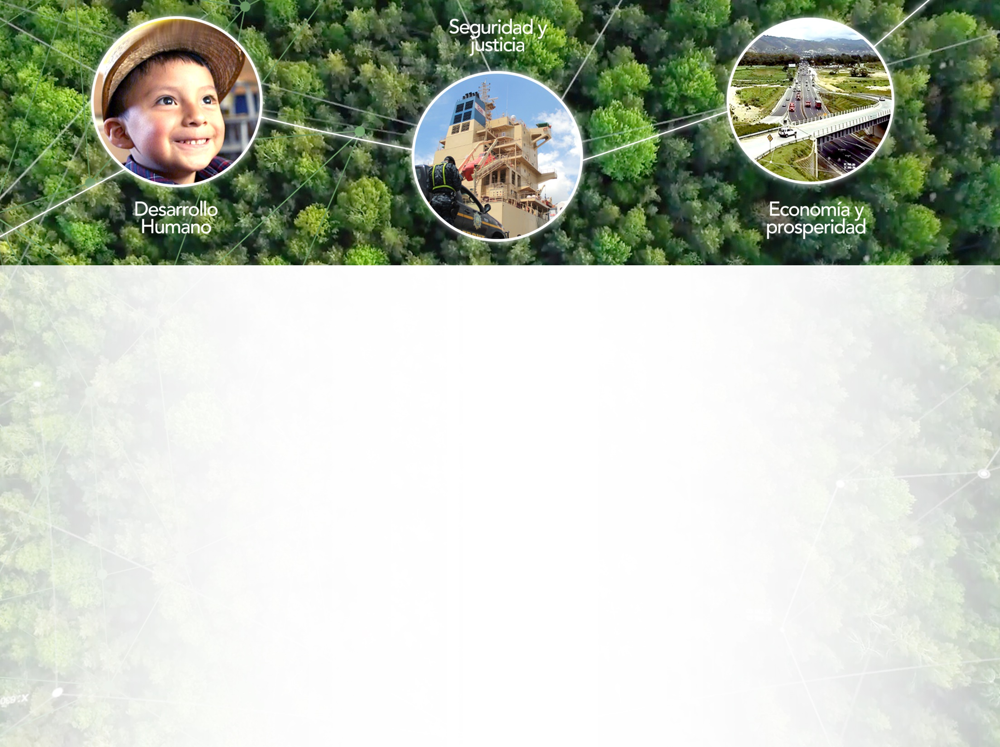 Seguridad y
justicia
Desarrollo
Humano
Economía y
prosperidad